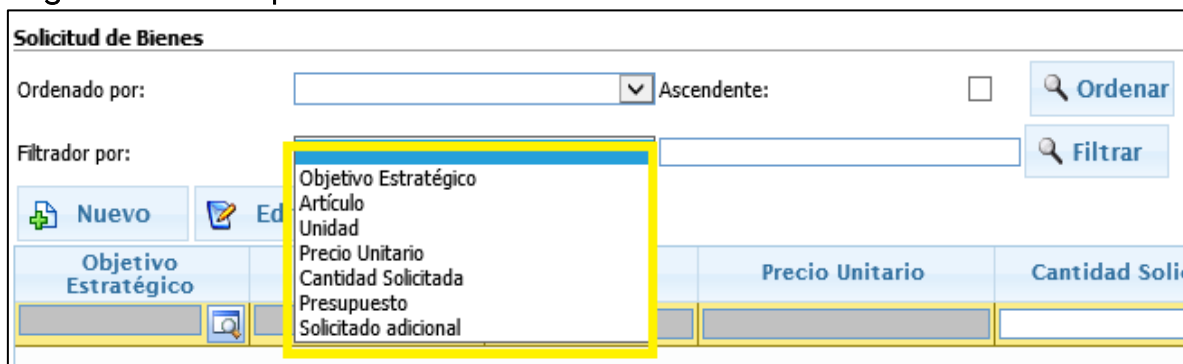 Solicitud de Bienes
Ordenado por:
Ascendente:
Ordenar
Filtrador por:
Filtrar
Objetivo Estratégico
Artículo
Unidad
Precio Unitario
Cantidad Solicitada
Presupuesto
Solicitado adicional
Nuevo
Ed
Objetivo
Estratégico
Precio Unitario
Cantidad Soli